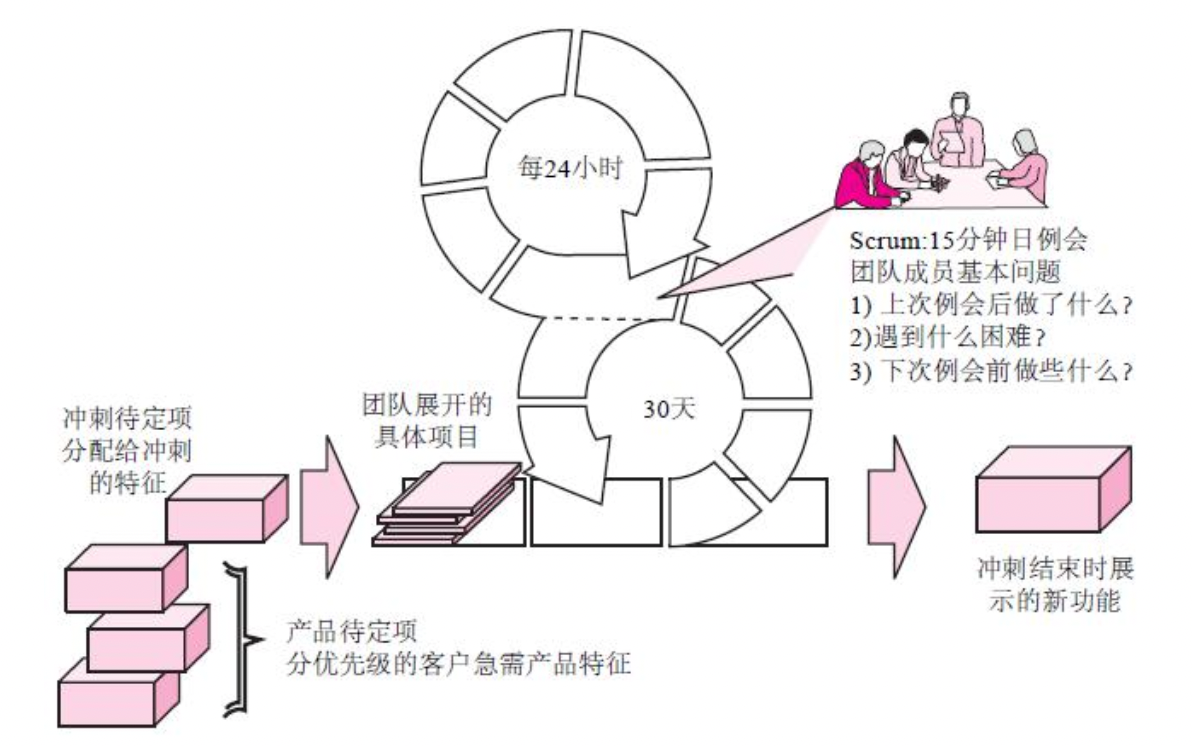 每24小时
Scrum:15分钟日例会
团队成员基本问题
1) 上次例会后做了什么?
2)遇到什么困难?
3) 下次例会前做些什么?
30天
团队展开的
具体项目
冲刺待定项
分配给冲刺
的特征
产品待定项
分优先级的客户急需产品特征
冲刺结束时展
示的新功能